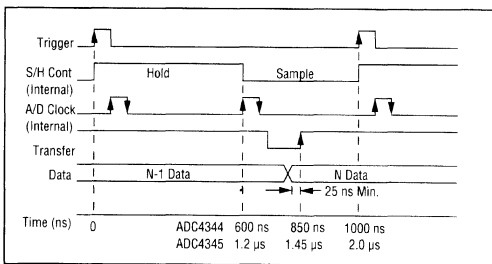 Trigger
S/H Cont Hold Sample
(Internal)
A/D Clock
(Internal)
Transfer
Data N-1 Data N Data
25 ns Min.
Time (ns) 0 ADC4344 600 ns 850 ns 1000 ns
ADC4345 1.2 µs 1.45 µs 2.0 µs